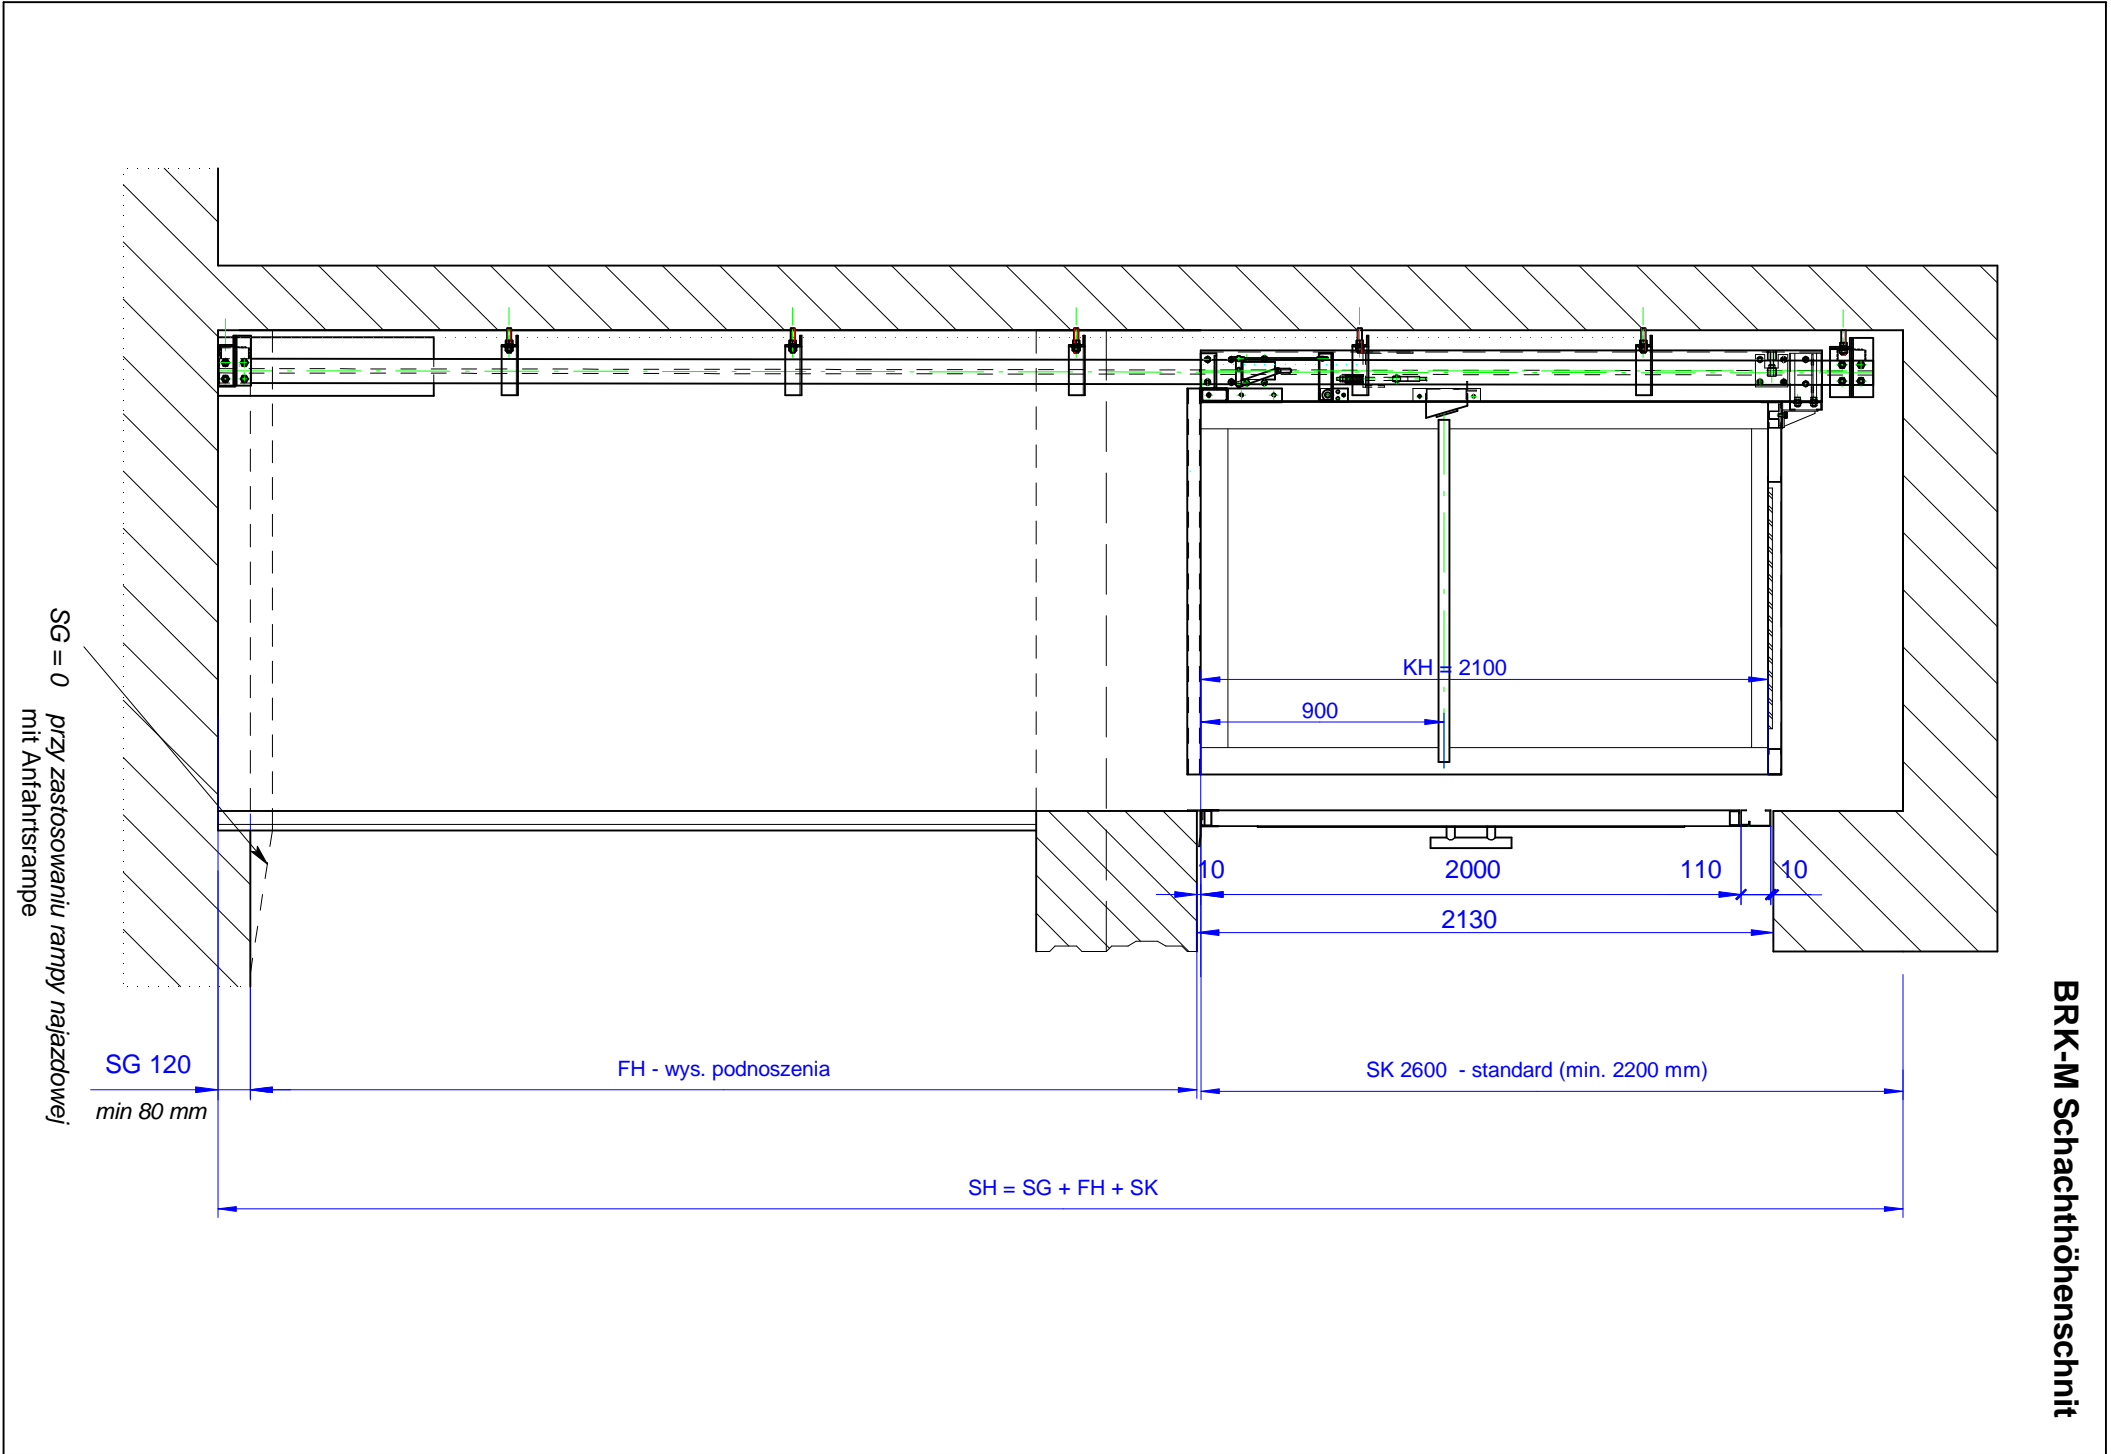 BRK-M Schachthöhenschnit
KH = 2100
900
10
2000
110
10
2130
SG 120
min 80 mm
FH - wys. podnoszenia
SK 2600 - standard (min. 2200 mm)
SH = SG + FH + SK
SG = 0 przy zastosowaniu rampy najazdowej
mit Anfahrtsrampe